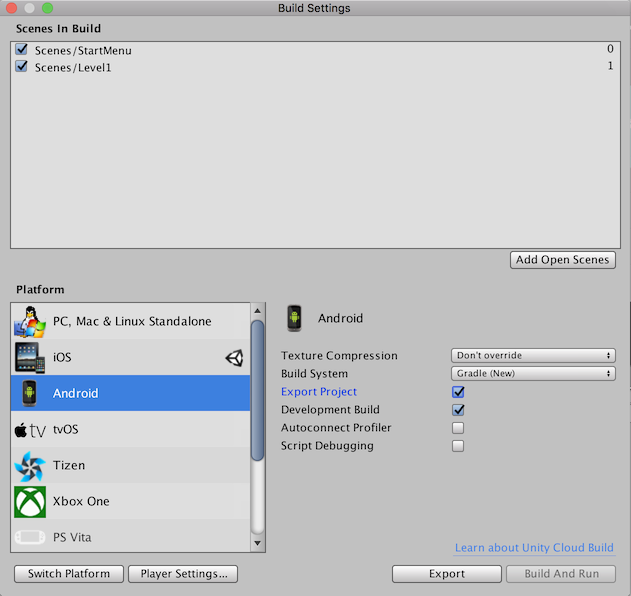 Build Settings
Scenes In Build
Scenes/StartMenu 0
Scenes/Level1 1
Add Open Scenes
Platform
PC, Mac & Linux Standalone
iOS
Android
tvOS
Tizen
Xbox One
PS Vita
Android
Texture Compression Don't override
Build System Gradle (New)
Export Project
Development Build
Autoconnect Profiler
Script Debugging
Learn about Unity Cloud Build
Switch Platform Player Settings... Export Build And Run